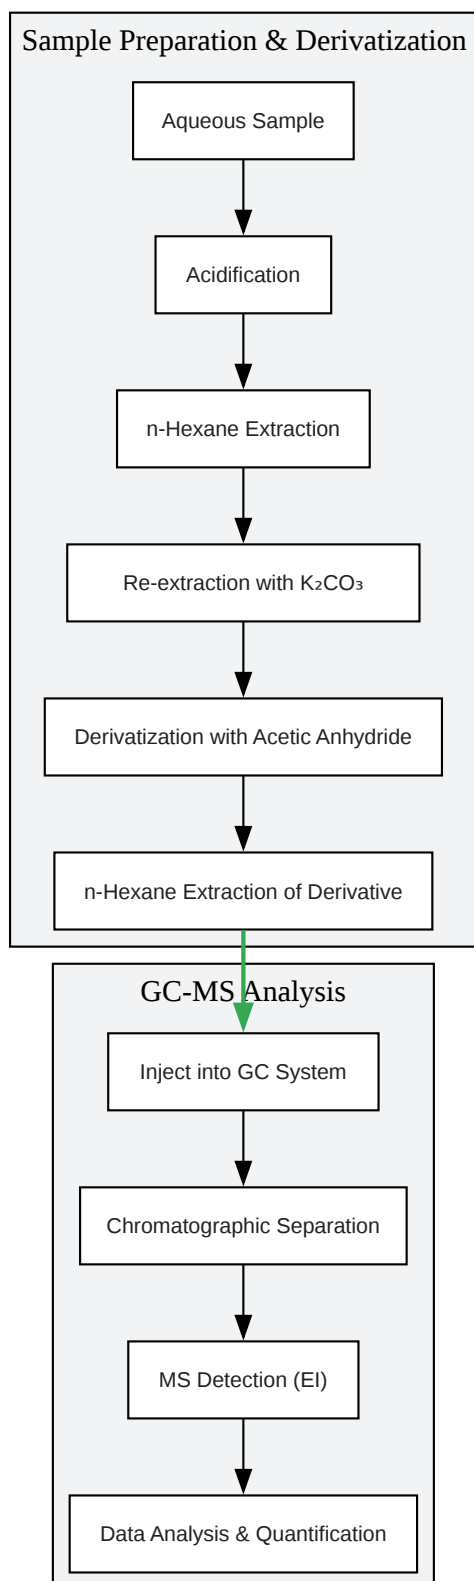 Sample Preparation & Derivatization
Aqueous Sample
Acidification
n-Hexane Extraction
Re-extraction with K₂CO₃
Derivatization with Acetic Anhydride
n-Hexane Extraction of Derivative
GC-MS Analysis
Inject into GC System
Chromatographic Separation
MS Detection (EI)
Data Analysis & Quantification